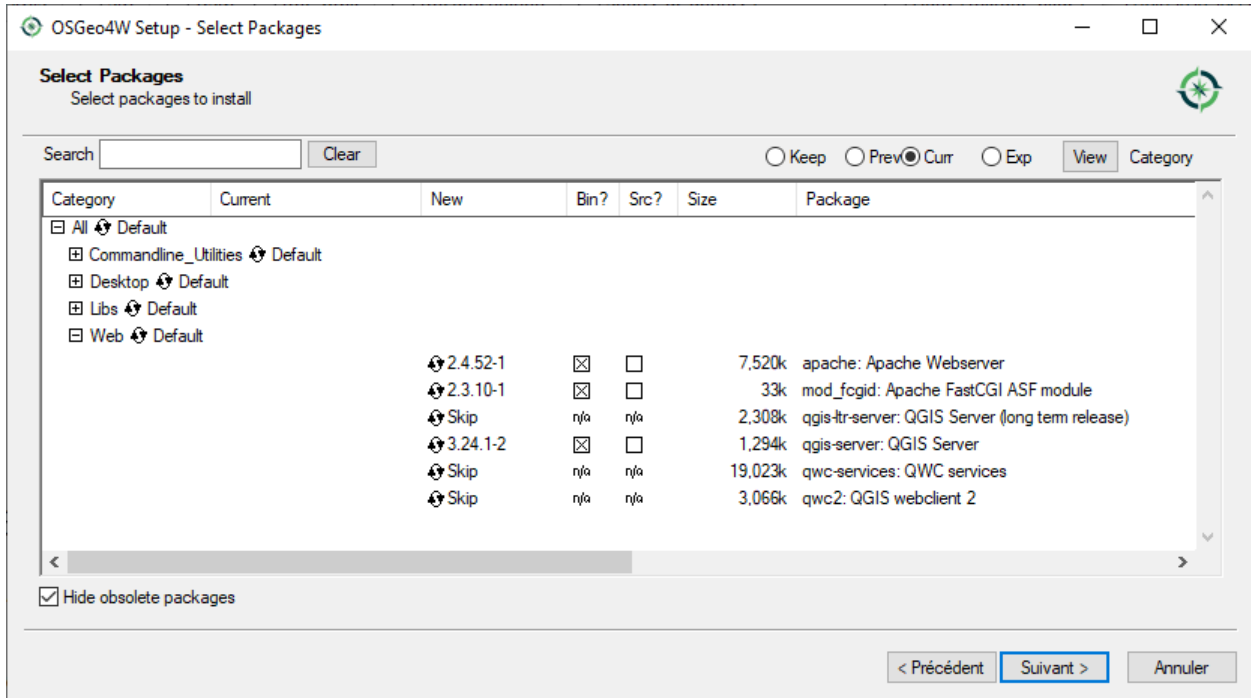 OSGeo4W Setup - Select Packages
Select Packages
Select packages to install
Search Clear Keep Prev Curr Exp View Category
Category Current New Bin? Src? Size Package
All Default
Commandline_Utilities Default
Desktop Default
Libs Default
Web Default
2.4.52-1 7,520k apache: Apache Webserver
2.3.10-1 33k mod_fcgid: Apache FastCGI ASF module
Skip n/a n/a 2,308k qgis-ltr-server: QGIS Server (long term release)
3.24.1-2 1,294k qgis-server: QGIS Server
Skip n/a n/a 19,023k qwc-services: QWC services
Skip n/a n/a 3,066k qwc2: QGIS webclient 2
Hide obsolete packages
< Précédent Suivant > Annuler